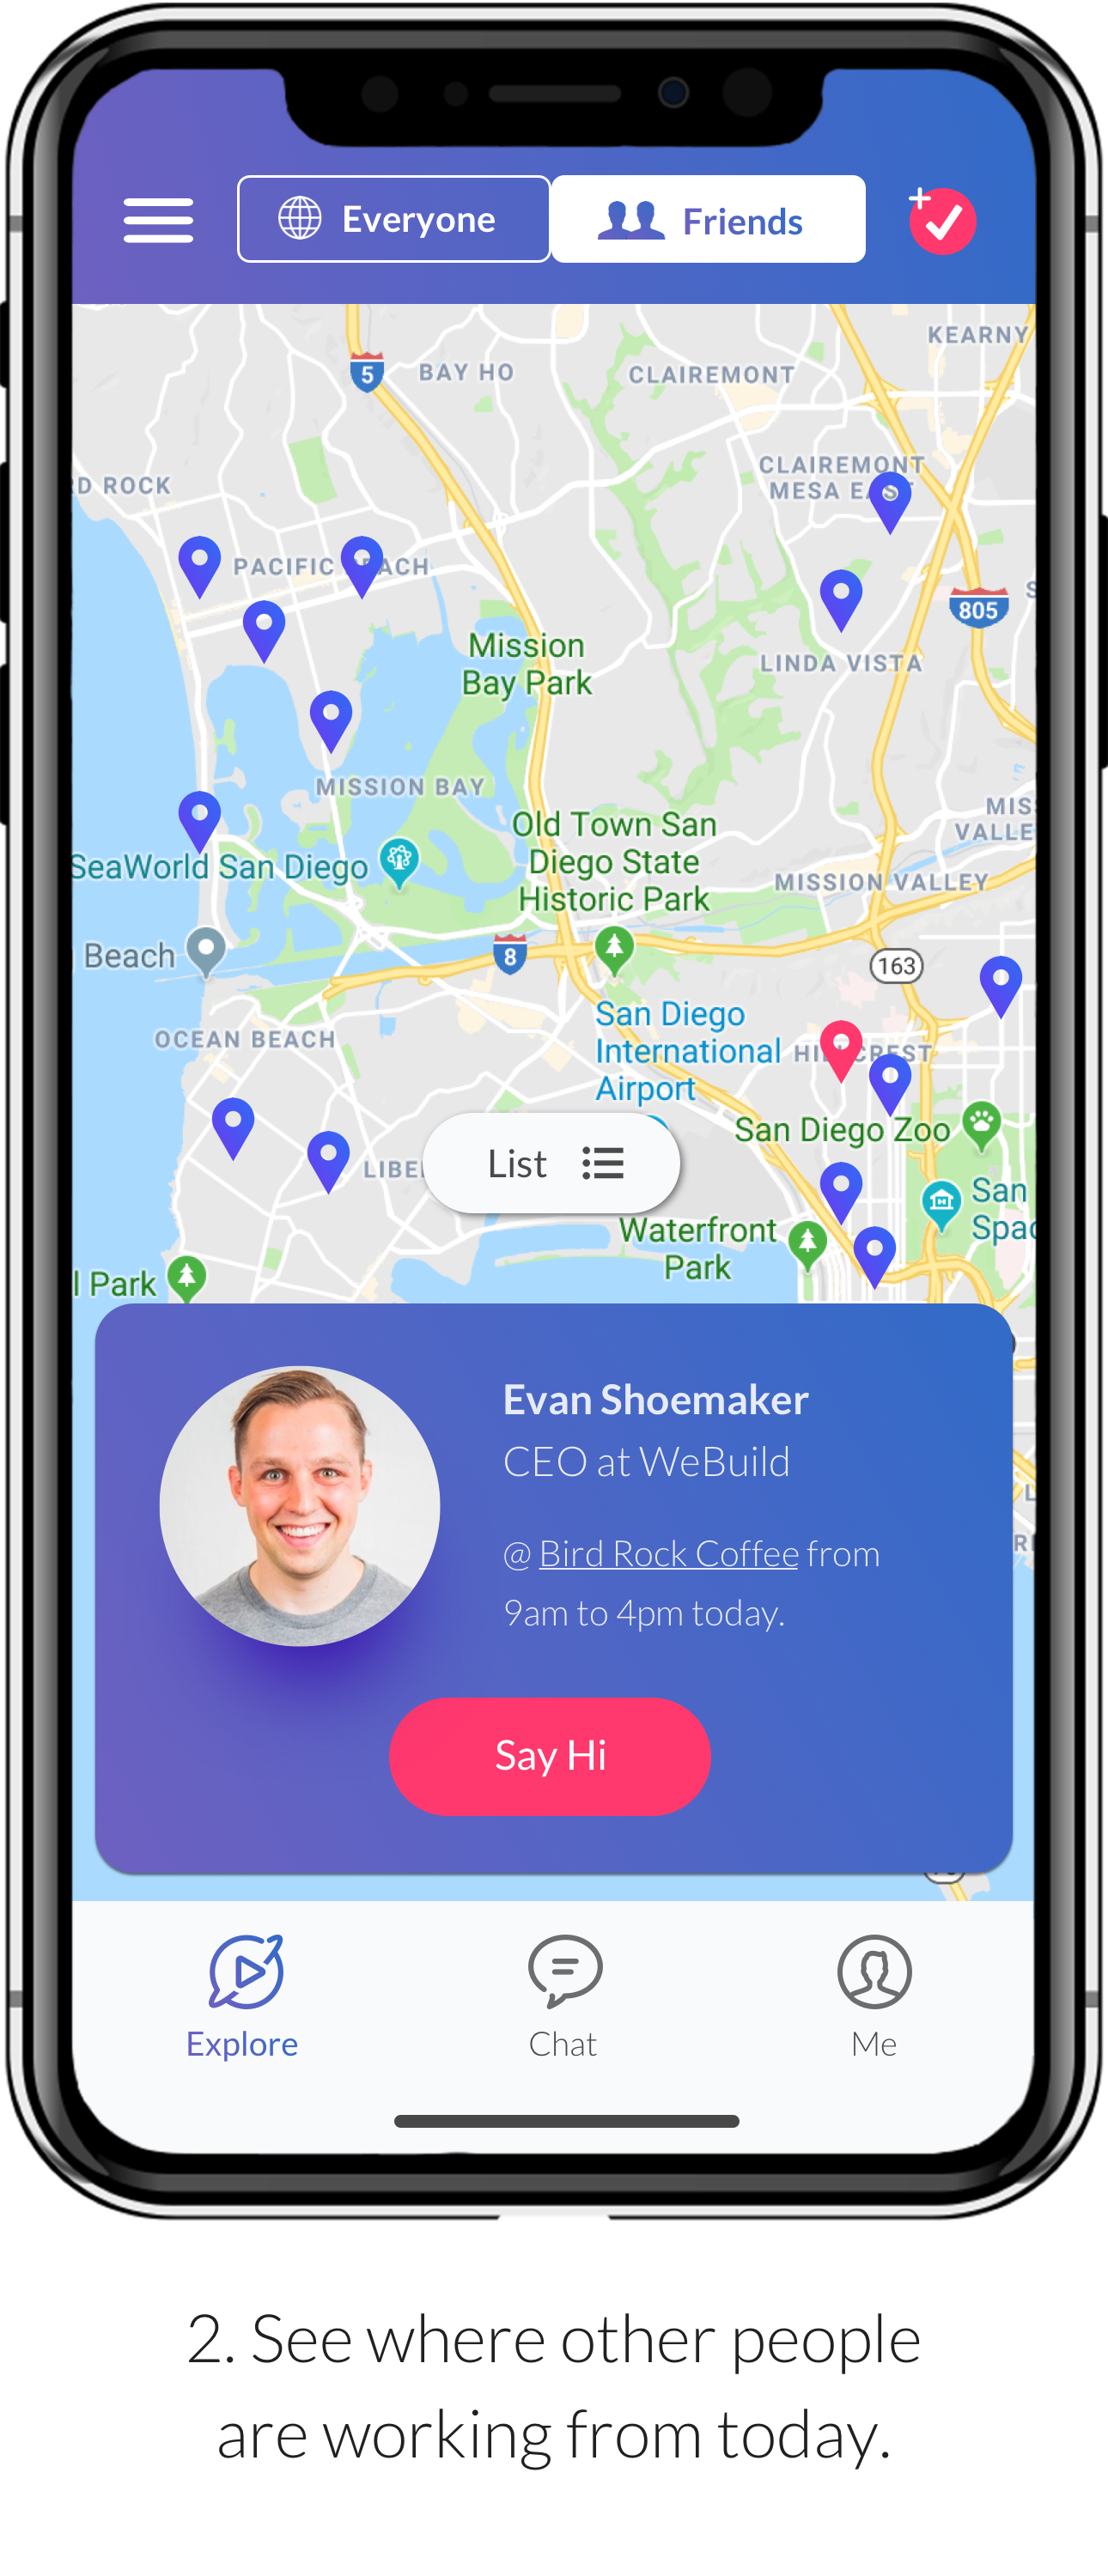 Everyone
Friends
KEARNY
5
BAY HO
CLAIREMONT
CLAIREMONT
MESA EAST
D ROCK
PACIFIC BEACH
805
Mission
Bay Park
LINDA VISTA
MISSION BAY
MIS
VALLE
Old Town San
Diego State
Historic Park
SeaWorld San Diego
MISSION VALLEY
Beach
8
163
San Diego
International
Airport
OCEAN BEACH
HILLCREST
San Diego Zoo
LIBE
List
San
Spac
Waterfront
Park
l Park
Evan Shoemaker
CEO at WeBuild
@ Bird Rock Coffee from
9am to 4pm today.
Say Hi
Explore
Chat
Me
2. See where other people
are working from today.